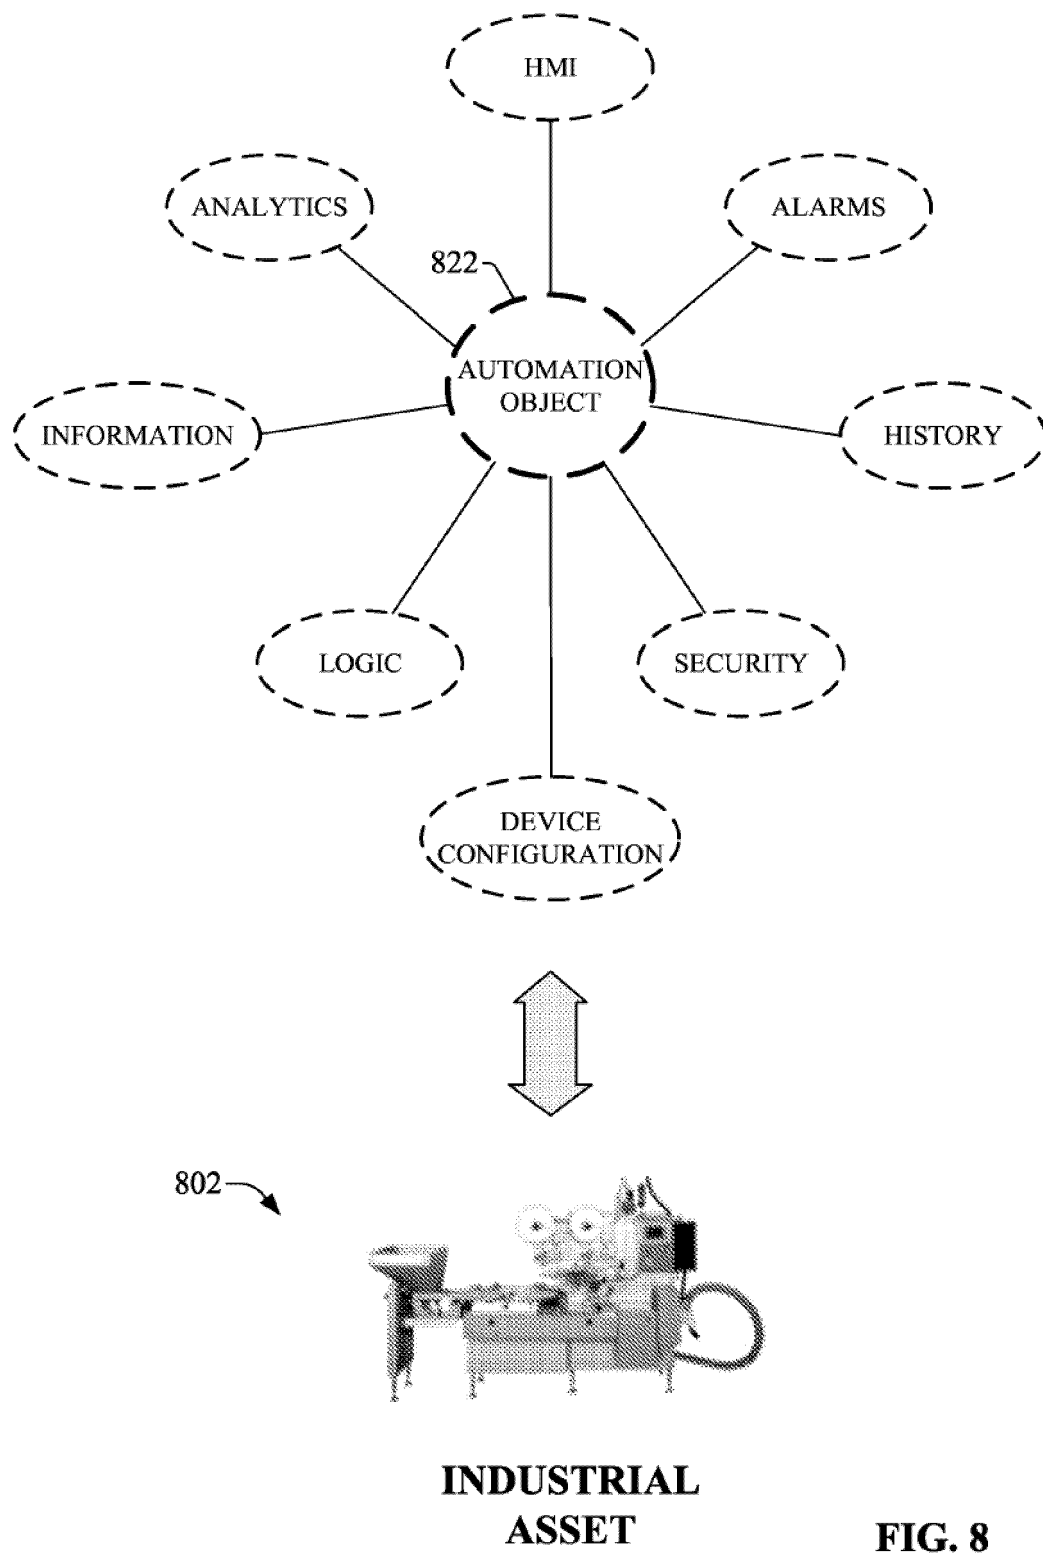 HMI
ANALYTICS
ALARMS
822
AUTOMATION
OBJECT
INFORMATION
HISTORY
LOGIC
SECURITY
DEVICE
CONFIGURATION
802
INDUSTRIAL
ASSET
FIG. 8